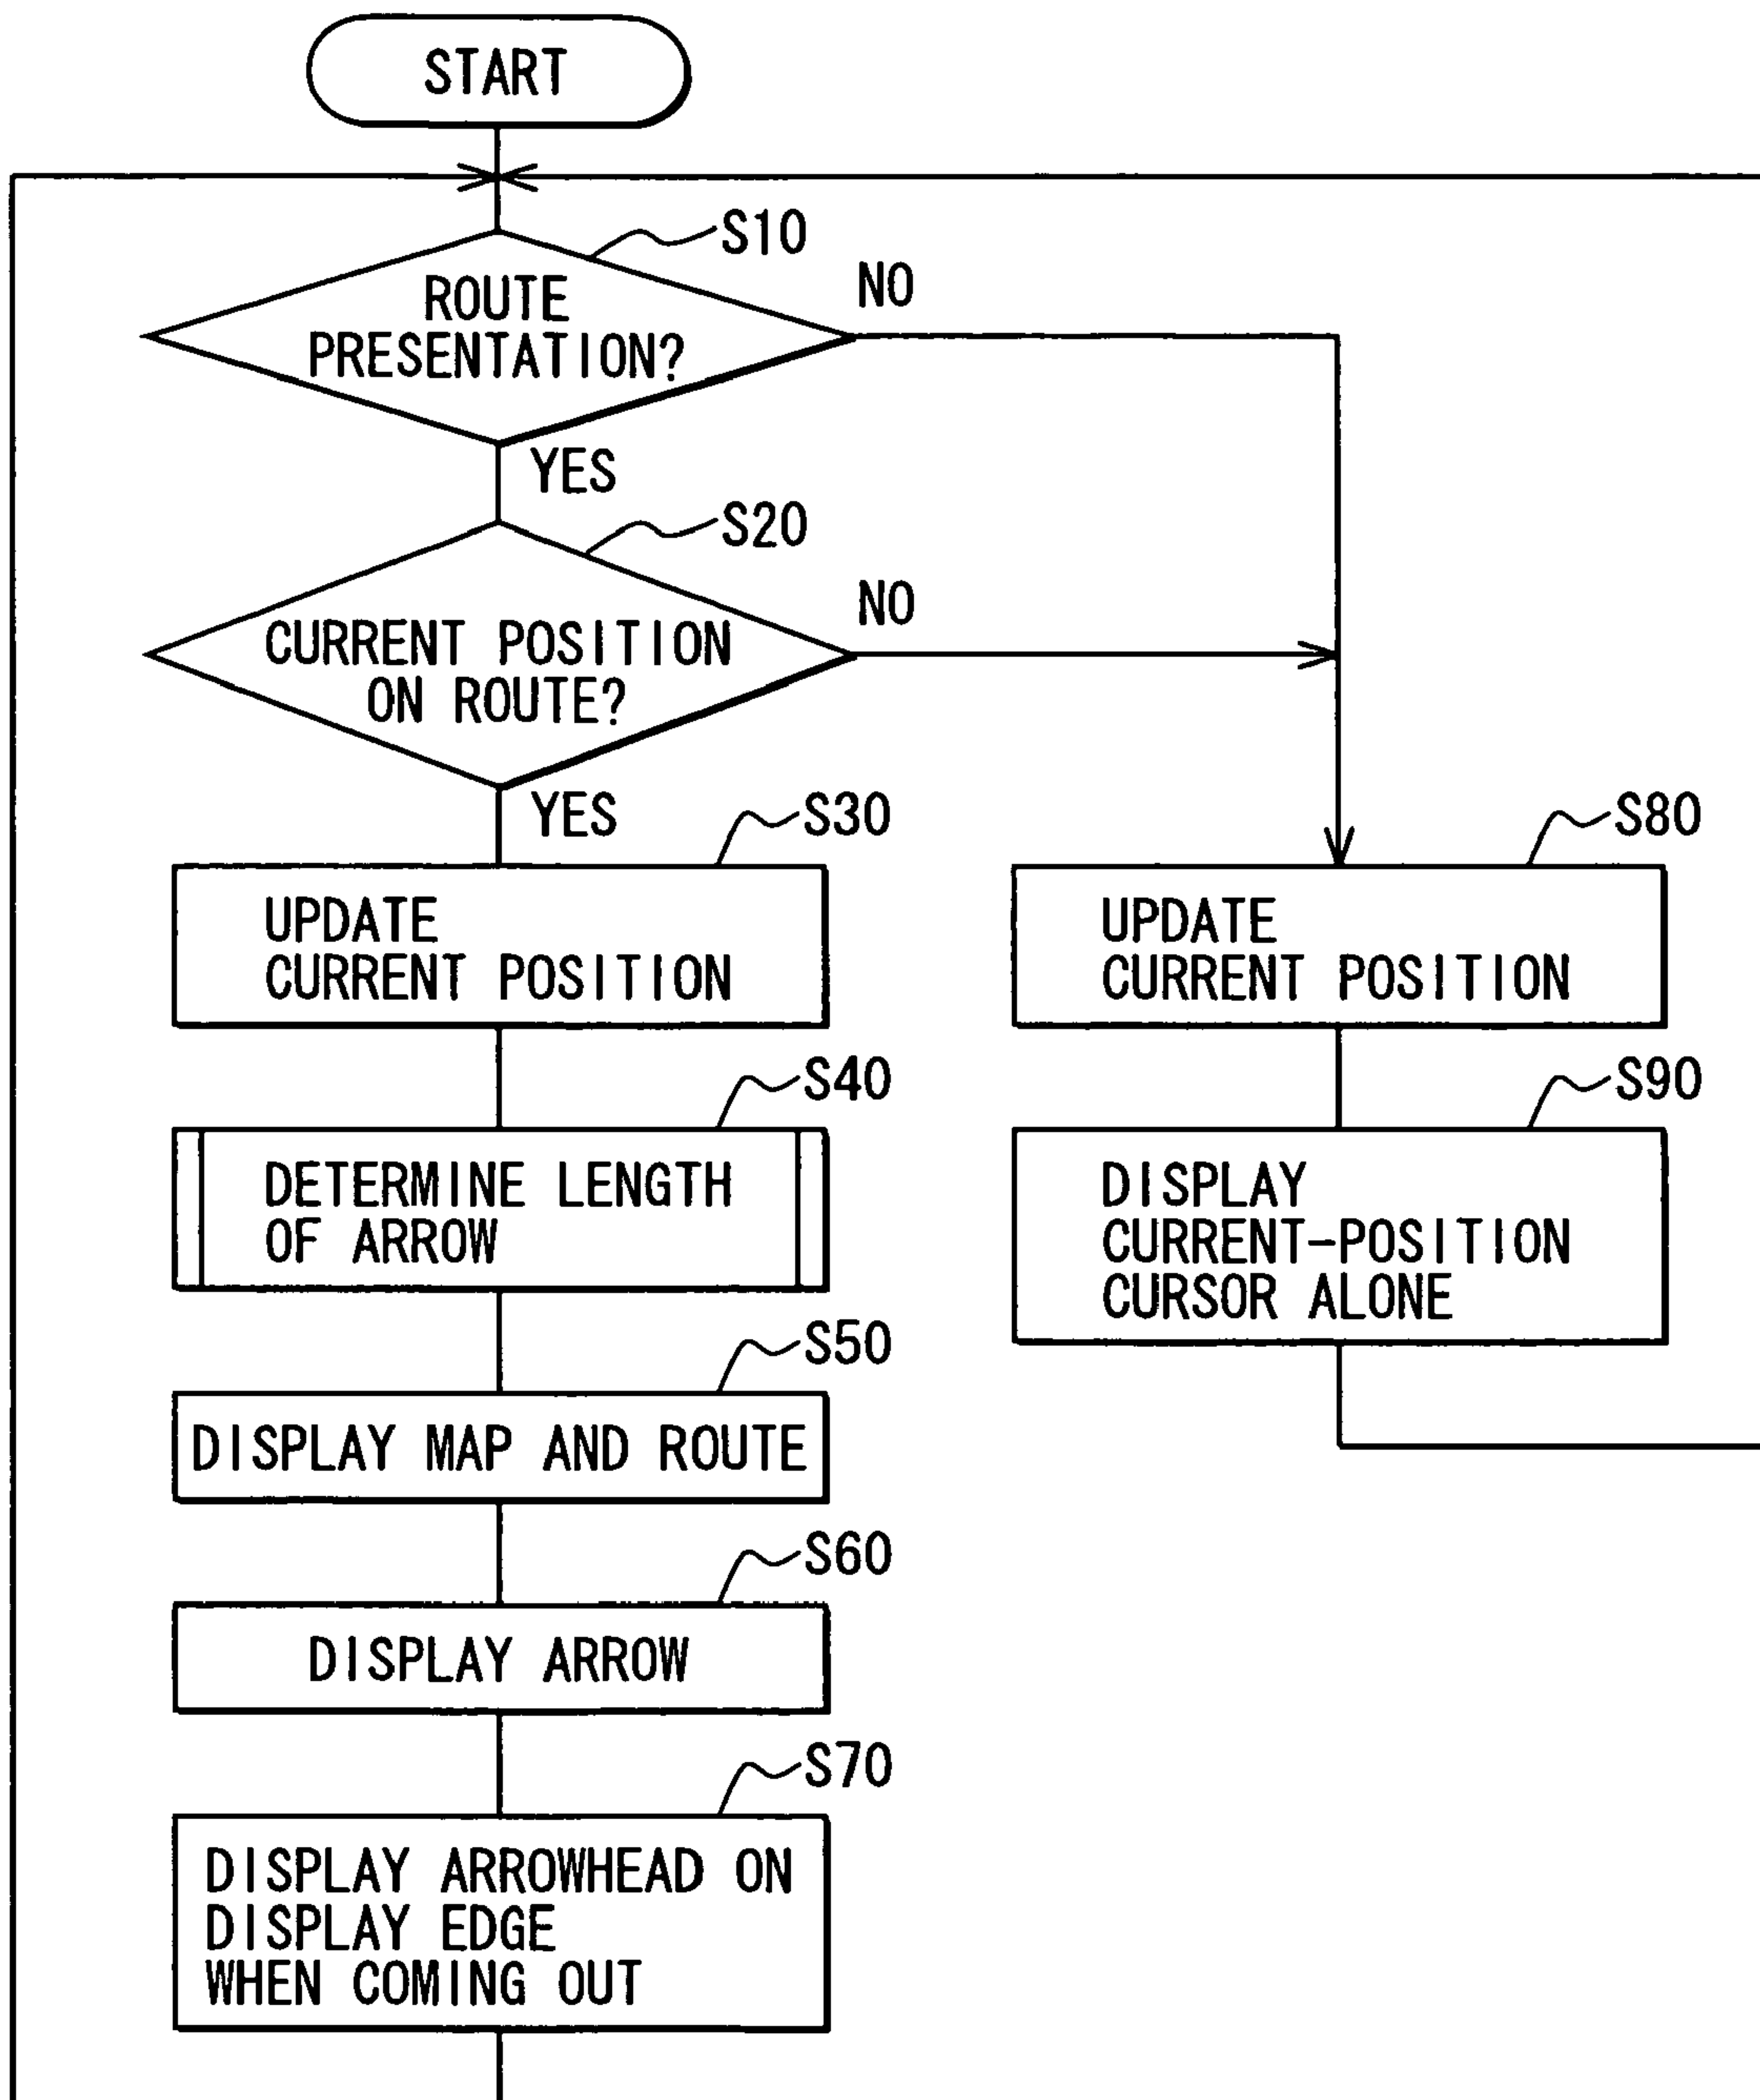 START
S10
ROUTE
PRESENTATION?
NO
YES
S20
CURRENT POSITION
ON ROUTE?
NO
YES
S30
UPDATE
CURRENT POSITION
S80
UPDATE
CURRENT POSITION
S40
DETERMINE LENGTH
OF ARROW
S90
DISPLAY
CURRENT-POSITION
CURSOR ALONE
S50
DISPLAY MAP AND ROUTE
S60
DISPLAY ARROW
S70
DISPLAY ARROWHEAD ON
DISPLAY EDGE
WHEN COMING OUT